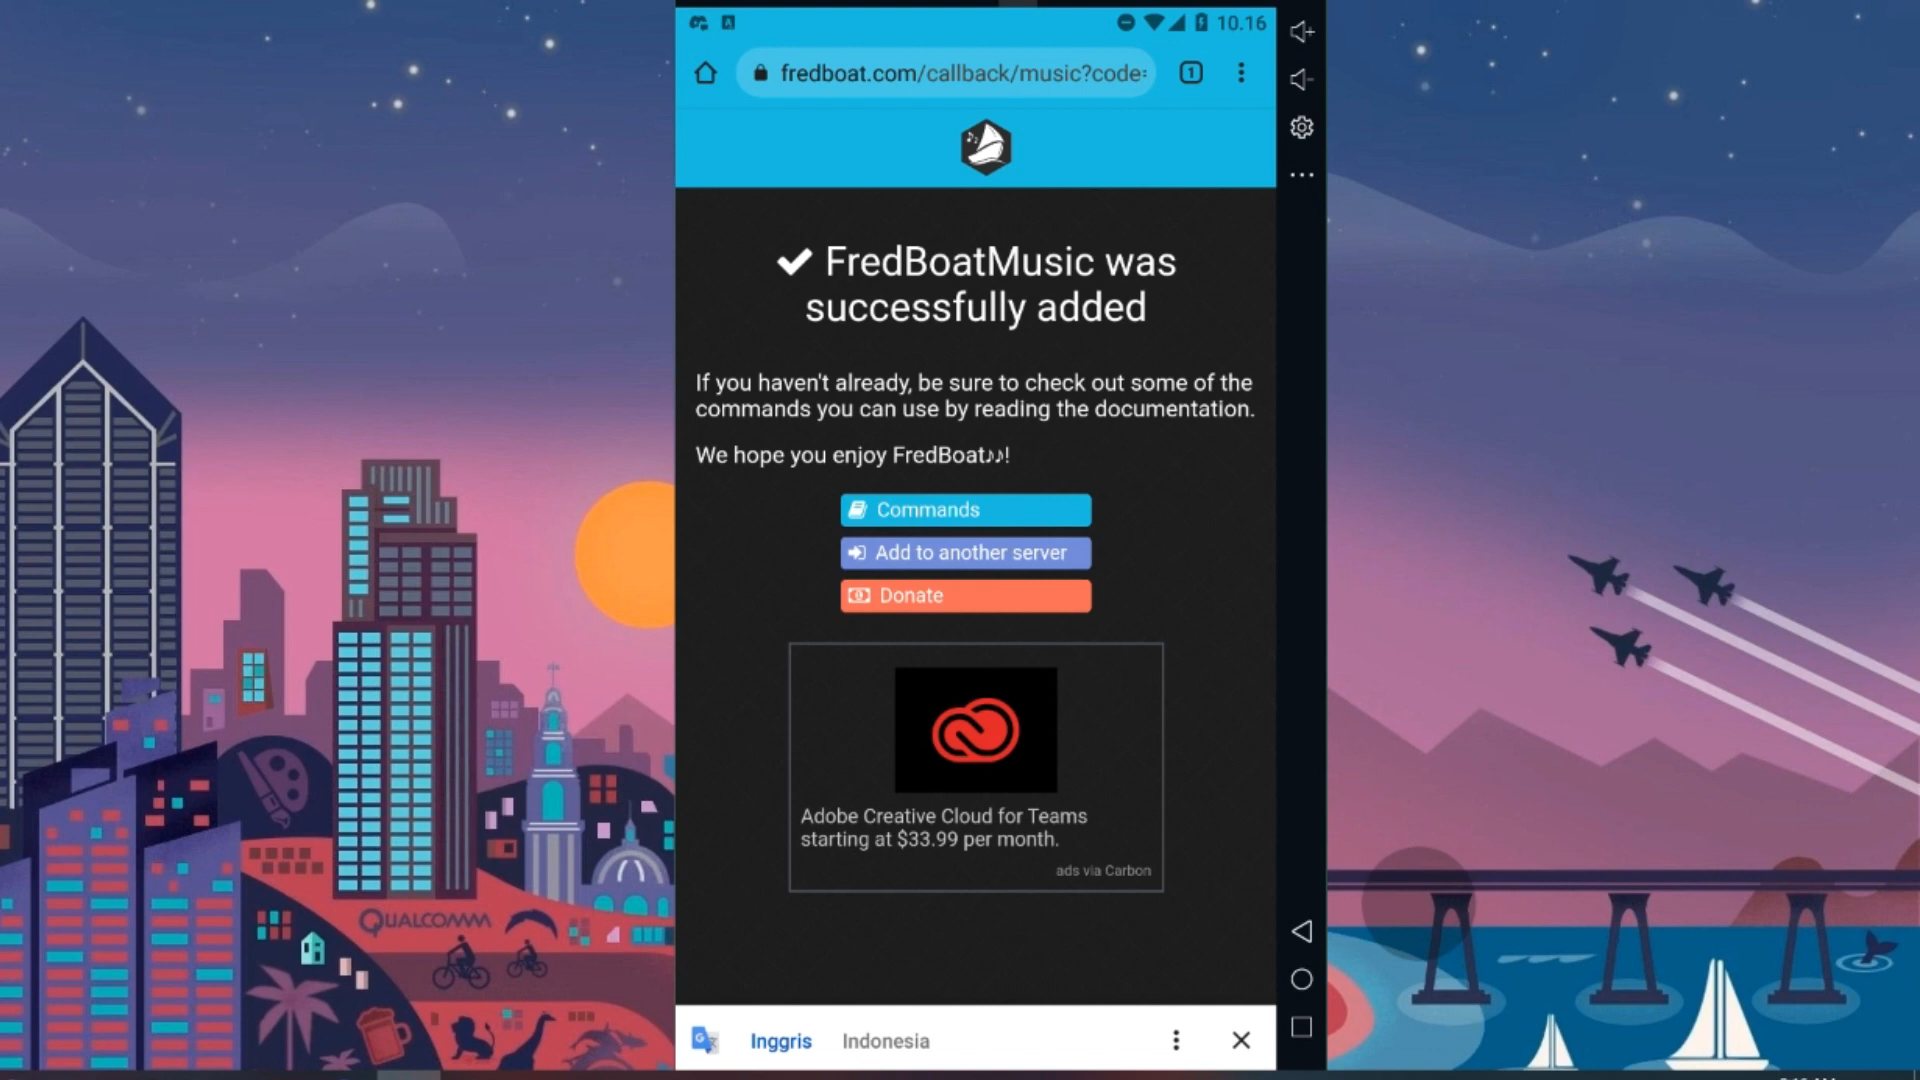 10.16
fredboat.com/callback/music?code=
1
FredBoatMusic was
successfully added
If you haven't already, be sure to check out some of the
commands you can use by reading the documentation.
We hope you enjoy FredBoat♪♪!
Commands
Add to another server
Donate
Adobe Creative Cloud for Teams
starting at $33.99 per month.
ads via Carbon
QUALCOMM
Inggris Indonesia